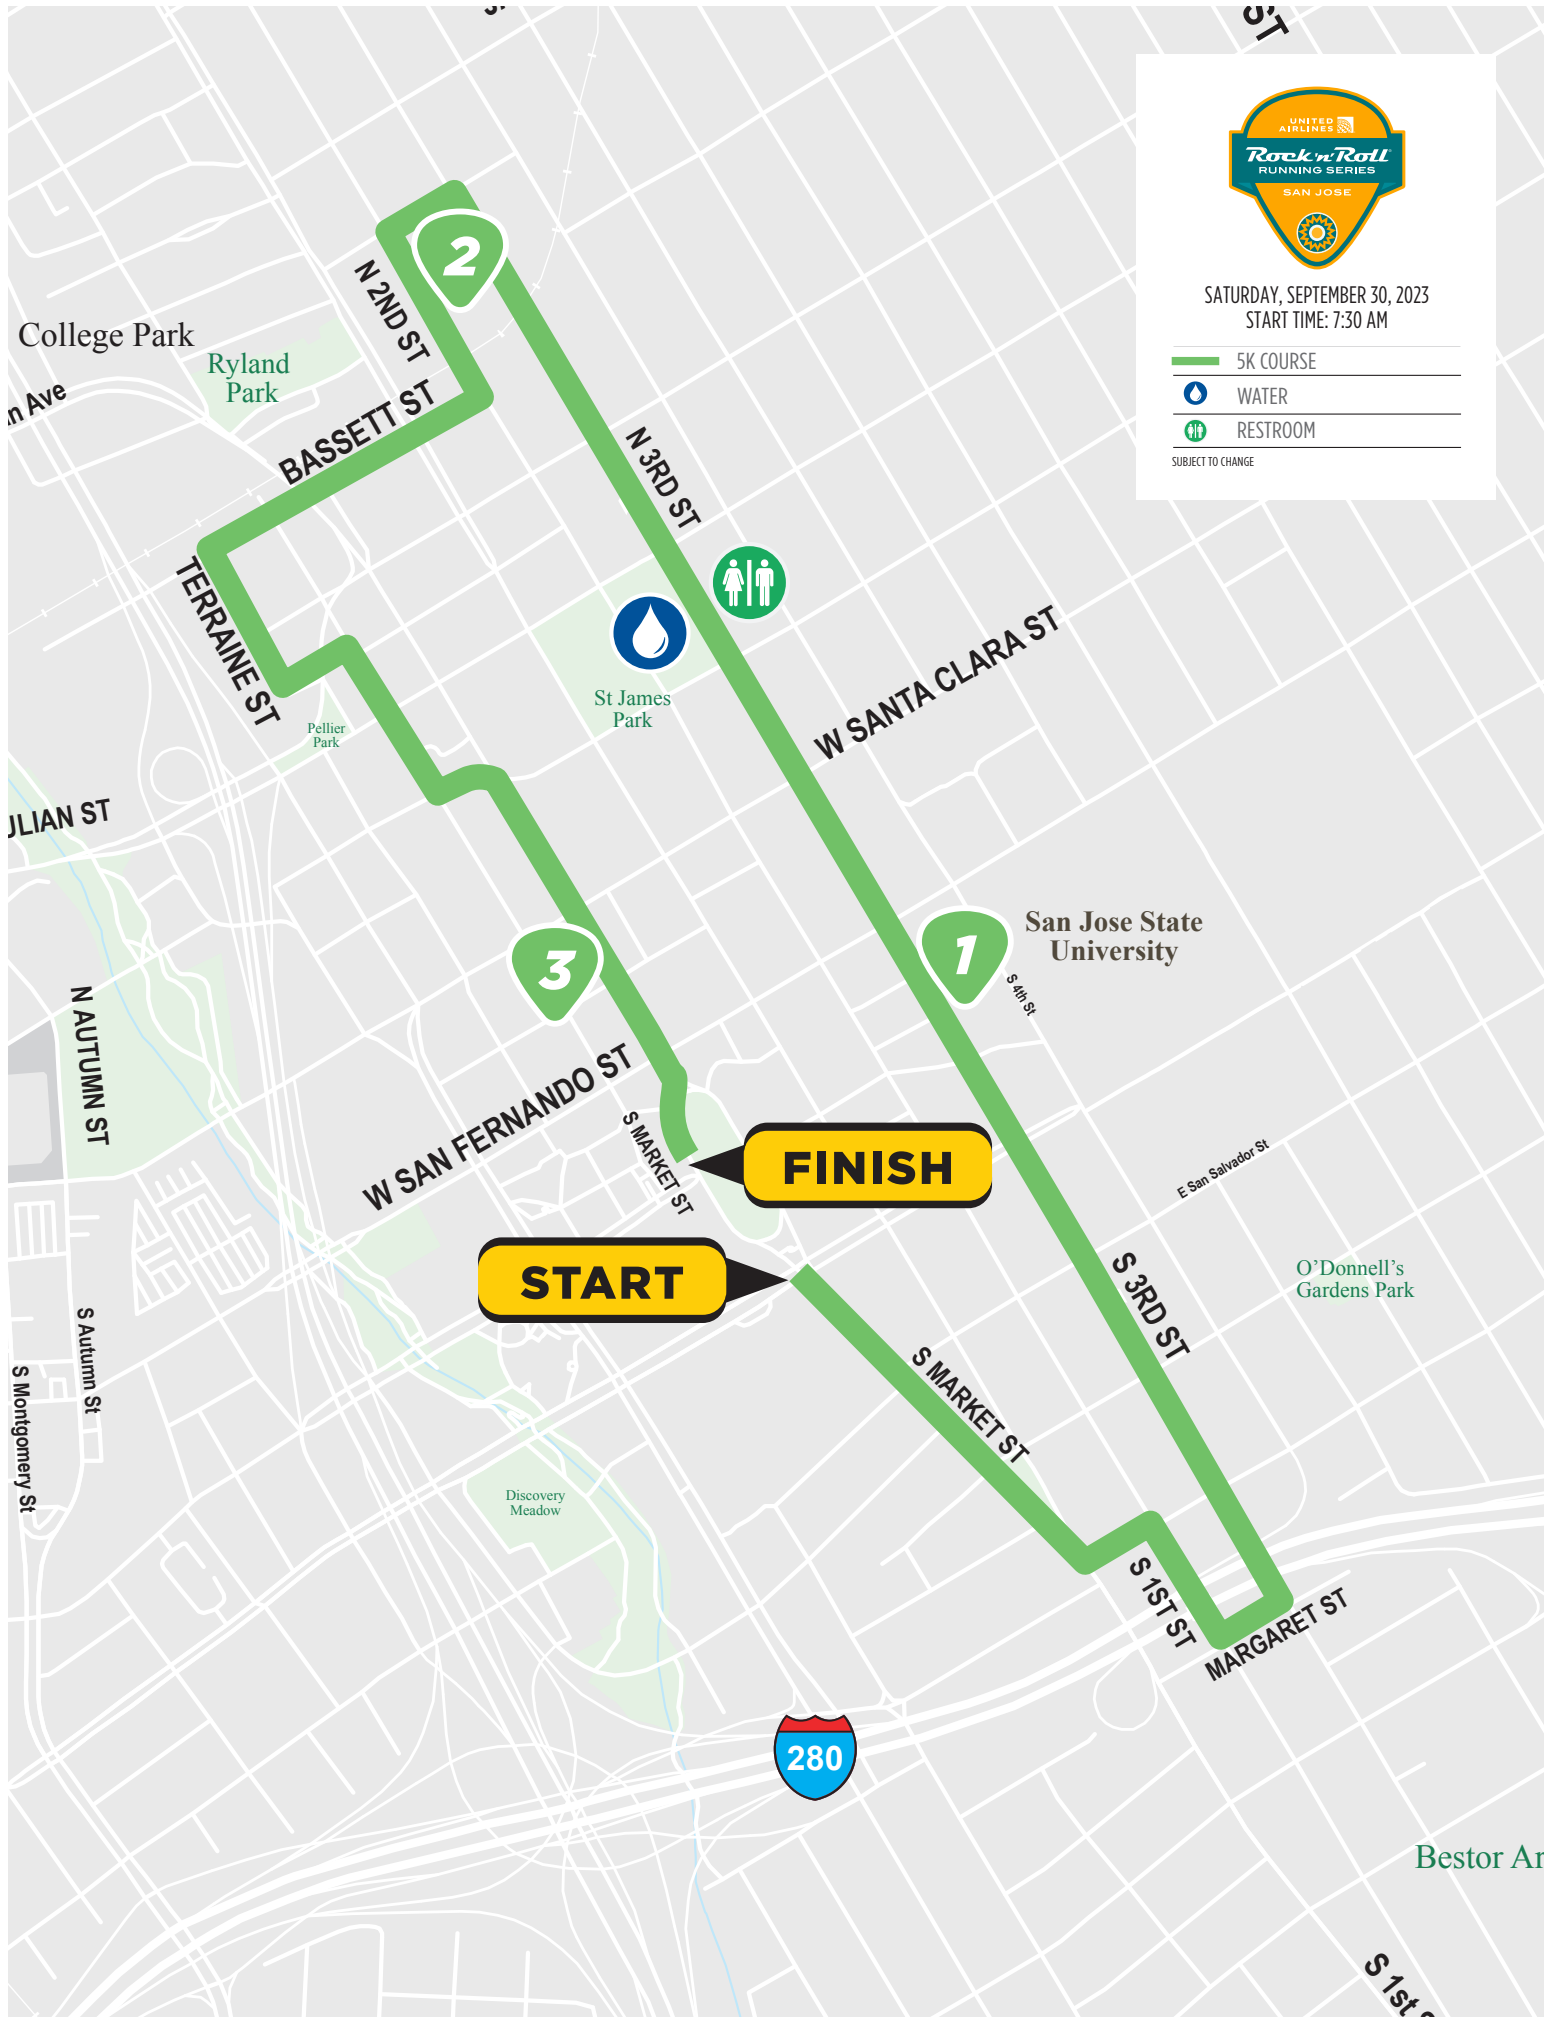 ST
UNITED
AIRLINES
Rock 'n' Roll
RUNNING SERIES
SAN JOSE
SATURDAY, SEPTEMBER 30, 2023
START TIME: 7:30 AM
5K COURSE
WATER
RESTROOM
SUBJECT TO CHANGE
2
N 2ND ST
College Park
Ryland
Park
n Ave
BASSETT ST
N 3RD ST
TERRAINE ST
W SANTA CLARA ST
St James
Park
Pellier
Park
ULIAN ST
1
San Jose State
University
S 4th St
3
N AUTUMN ST
W SAN FERNANDO ST
S MARKET ST
FINISH
E San Salvador St
START
S 3RD ST
O'Donnell's
Gardens Park
S Autumn St
S Montgomery St
S MARKET ST
Discovery
Meadow
S 1ST ST
MARGARET ST
280
Bestor Ar
S 1st